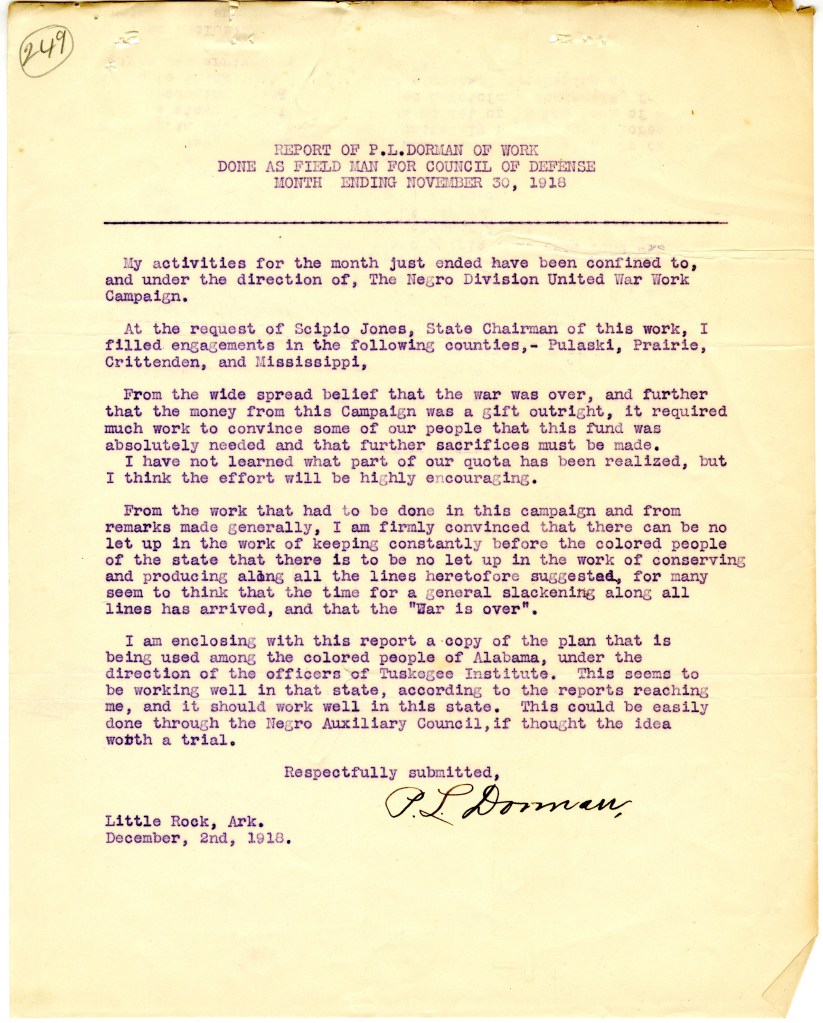 249
REPORT OF P.L.DORMAN OF WORK
DONE AS FIELD MAN FOR COUNCIL OF DEFENSE
MONTH ENDING NOVEMBER 30, 1918
My activities for the month just ended have been confined to,
and under the direction of, The Negro Division United War Work
Campaign.
At the request of Scipio Jones, State Chairman of this work, I
filled engagements in the following counties,- Pulaski, Prairie,
Crittenden, and Mississippi,
From the wide spread belief that the war was over, and further
that the money from this Campaign was a gift outright, it required
much work to convince some of our people that this fund was
absolutely needed and that further sacrifices must be made.
I have not learned what part of our quota has been realized, but
I think the effort will be highly encouraging.
From the work that had to be done in this campaign and from
remarks made generally, I am firmly convinced that there can be no
let up in the work of keeping constantly before the colored people
of the state that there is to be no let up in the work of conserving
and producing along all the lines heretofore suggested, for many
seem to think that the time for a general slackening along all
lines has arrived, and that the "War is over".
I am enclosing with this report a copy of the plan that is
being used among the colored people of Alabama, under the
direction of the officers of Tuskegee Institute. This seems to
be working well in that state, according to the reports reaching
me, and it should work well in this state. This could be easily
done through the Negro Auxiliary Council,if thought the idea
worth a trial.
Respectfully submitted,
P. L. Dorman,
Little Rock, Ark.
December, 2nd, 1918.